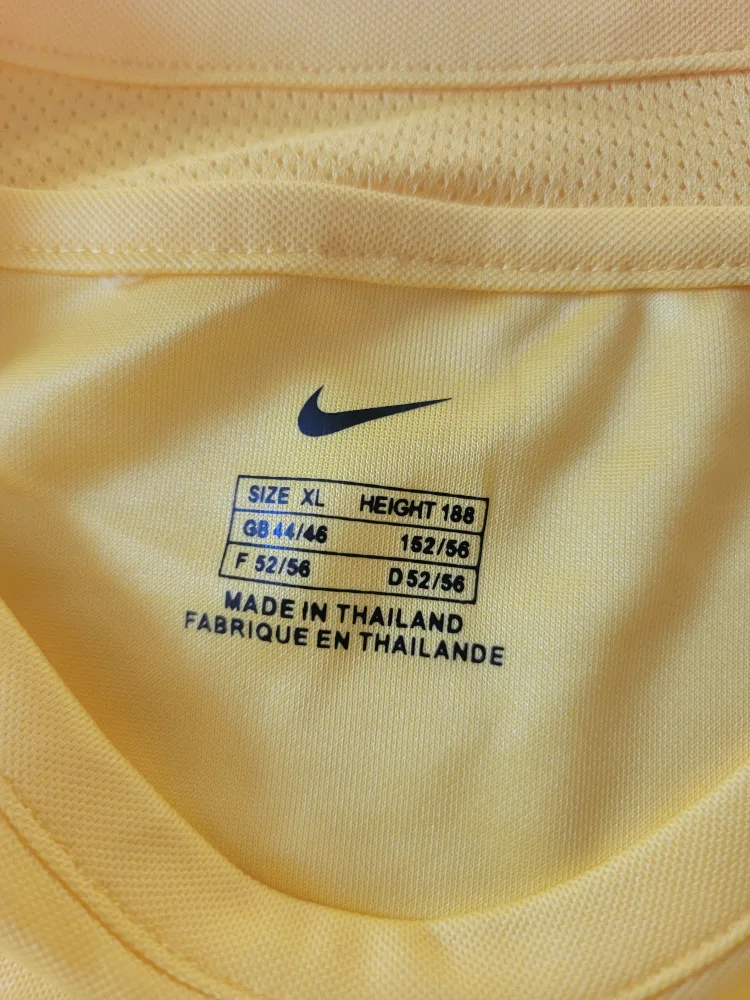 SIZE XL HEIGHT 188
GB 44/46 152/56
F 52/56 D 52/56
MADE IN THAILAND
FABRIQUE EN THAILANDE